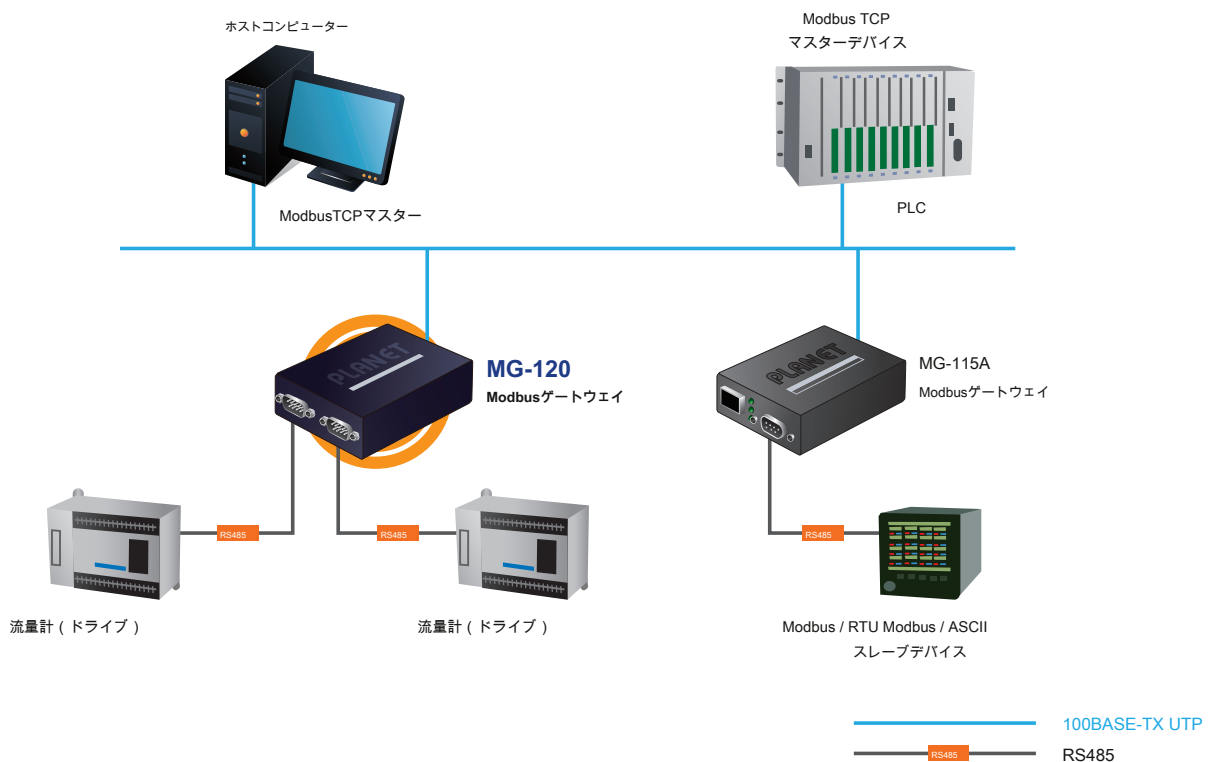 ホストコンピューター
Modbus TCP
マスターデバイス
ModbusTCPマスター
PLC
PLANET
MG-120
Modbusゲートウェイ
PLANET
MG-115A
Modbusゲートウェイ
RS485
RS485
RS485
流量計 ( ドライブ )
流量計 ( ドライブ )
Modbus / RTU Modbus / ASCII
スレーブデバイス
100BASE-TX UTP
RS485
RS485